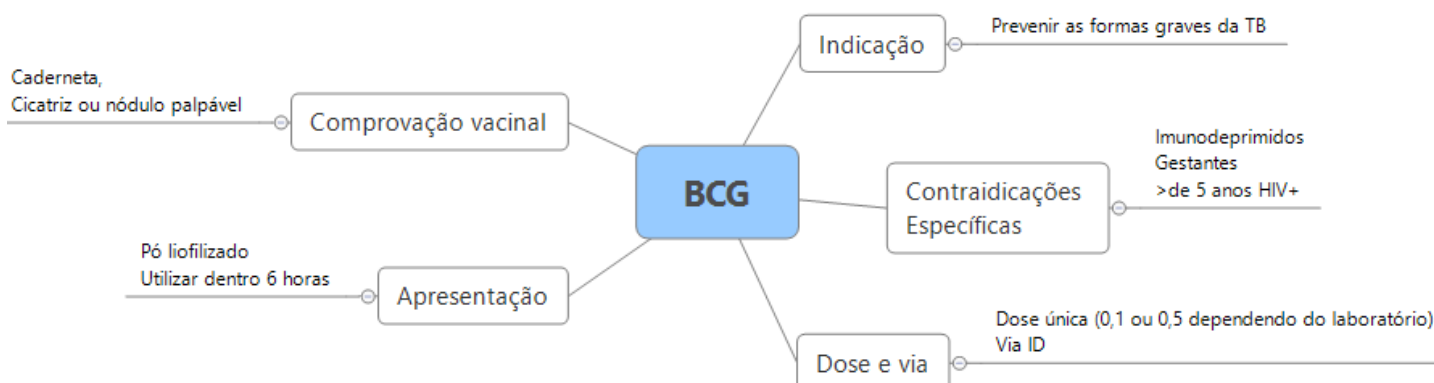 BCG
Indicação
Prevenir as formas graves da TB
Contraidicações
Específicas
Imunodeprimidos
Gestantes
>de 5 anos HIV+
Dose e via
Dose única (0,1 ou 0,5 dependendo do laboratório)
Via ID
Comprovação vacinal
Caderneta,
Cicatriz ou nódulo palpável
Apresentação
Pó liofilizado
Utilizar dentro 6 horas